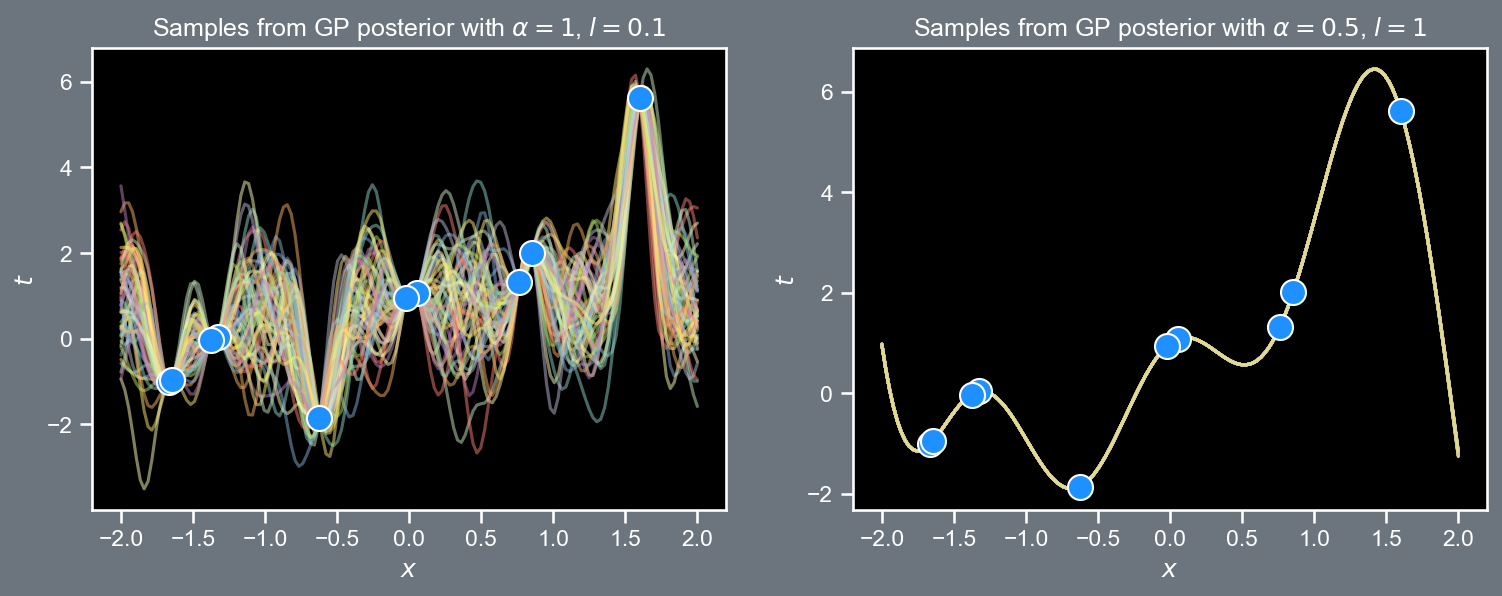 Samples from GP posterior with α = 1, l = 0.1
6
4
2
0
−2
t
−2.0 −1.5 −1.0 −0.5 0.0 0.5 1.0 1.5 2.0
x
Samples from GP posterior with α = 0.5, l = 1
6
4
2
0
−2
t
−2.0 −1.5 −1.0 −0.5 0.0 0.5 1.0 1.5 2.0
x